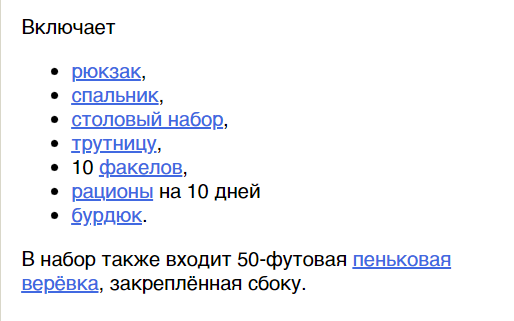 Включает
рюкзак,
спальник,
столовый набор,
трутницу,
10 факелов,
рационы на 10 дней
бурдюк.
В набор также входит 50-футовая пеньковая
верёвка, закреплённая сбоку.